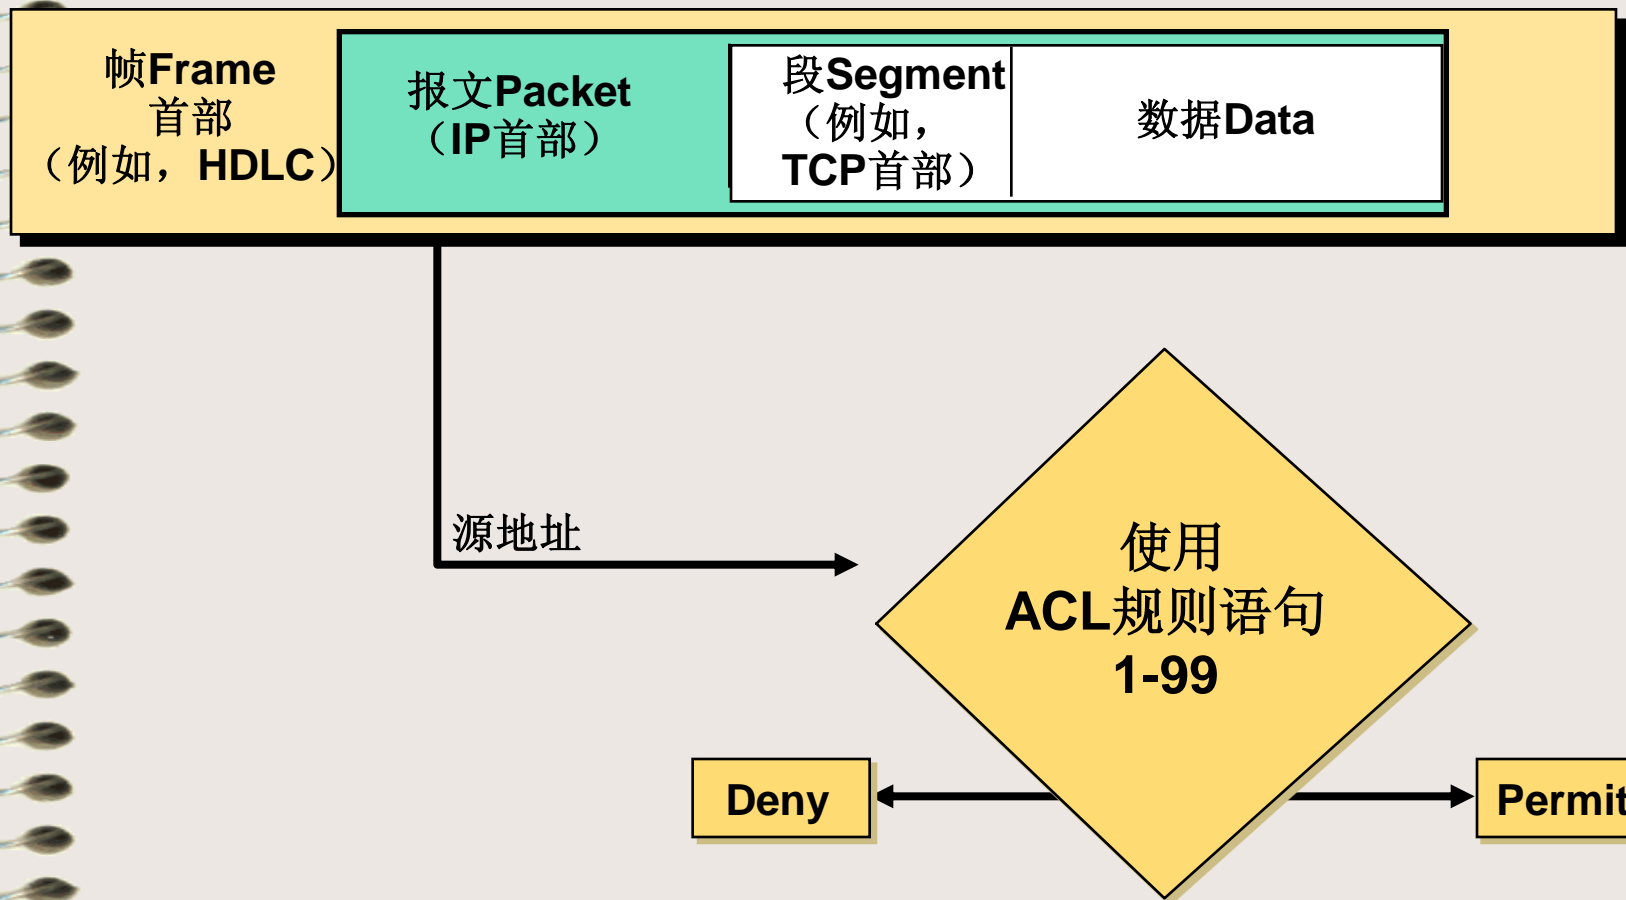 帧Frame
首部
（例如，HDLC）
报文Packet
（IP首部）
段Segment
（例如，
TCP首部）
数据Data
源地址
使用
ACL规则语句
1-99
Deny
Permit